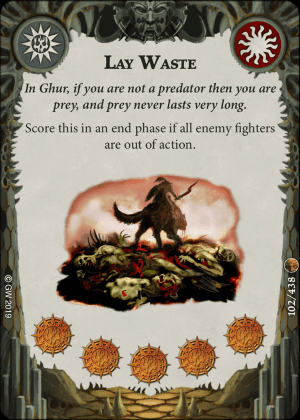 LAY WASTE
In Ghur, if you are not a predator then you are
prey, and prey never lasts very long.
Score this in an end phase if all enemy fighters
are out of action.
© GW 2019
102/438